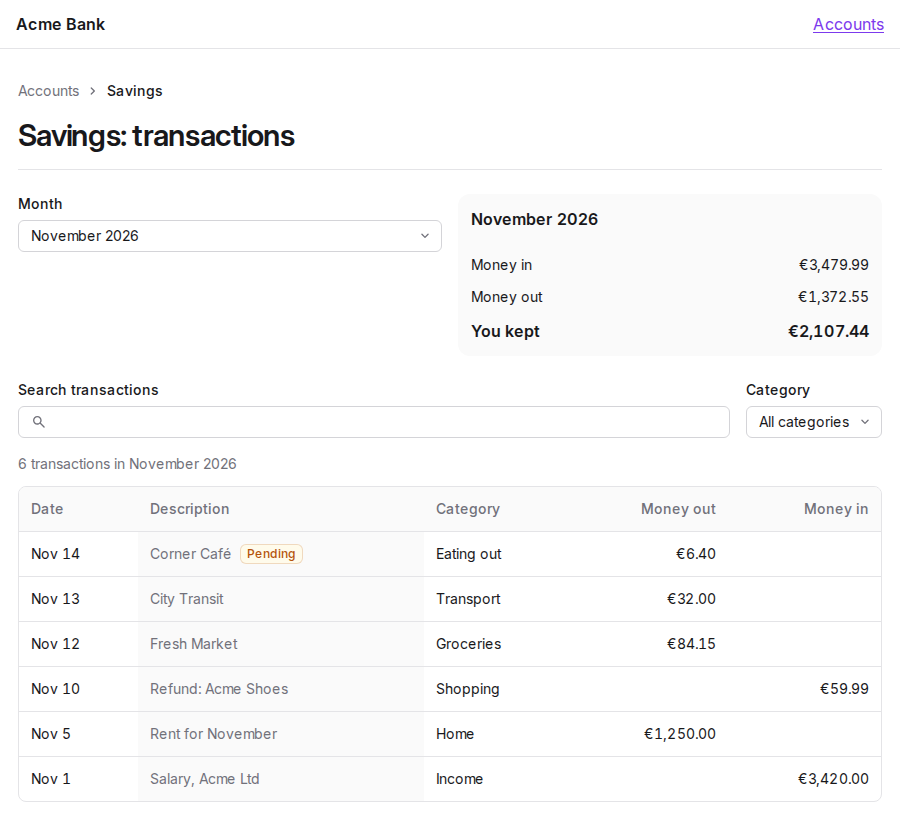 Acme Bank
Accounts
Accounts > Savings
Savings: transactions
Month
November 2026
November 2026
Money in €3,479.99
Money out €1,372.55
You kept €2,107.44
Search transactions
Category
All categories
6 transactions in November 2026
Date Description Category Money out Money in
Nov 14 Corner Café Pending Eating out €6.40
Nov 13 City Transit Transport €32.00
Nov 12 Fresh Market Groceries €84.15
Nov 10 Refund: Acme Shoes Shopping €59.99
Nov 5 Rent for November Home €1,250.00
Nov 1 Salary, Acme Ltd Income €3,420.00